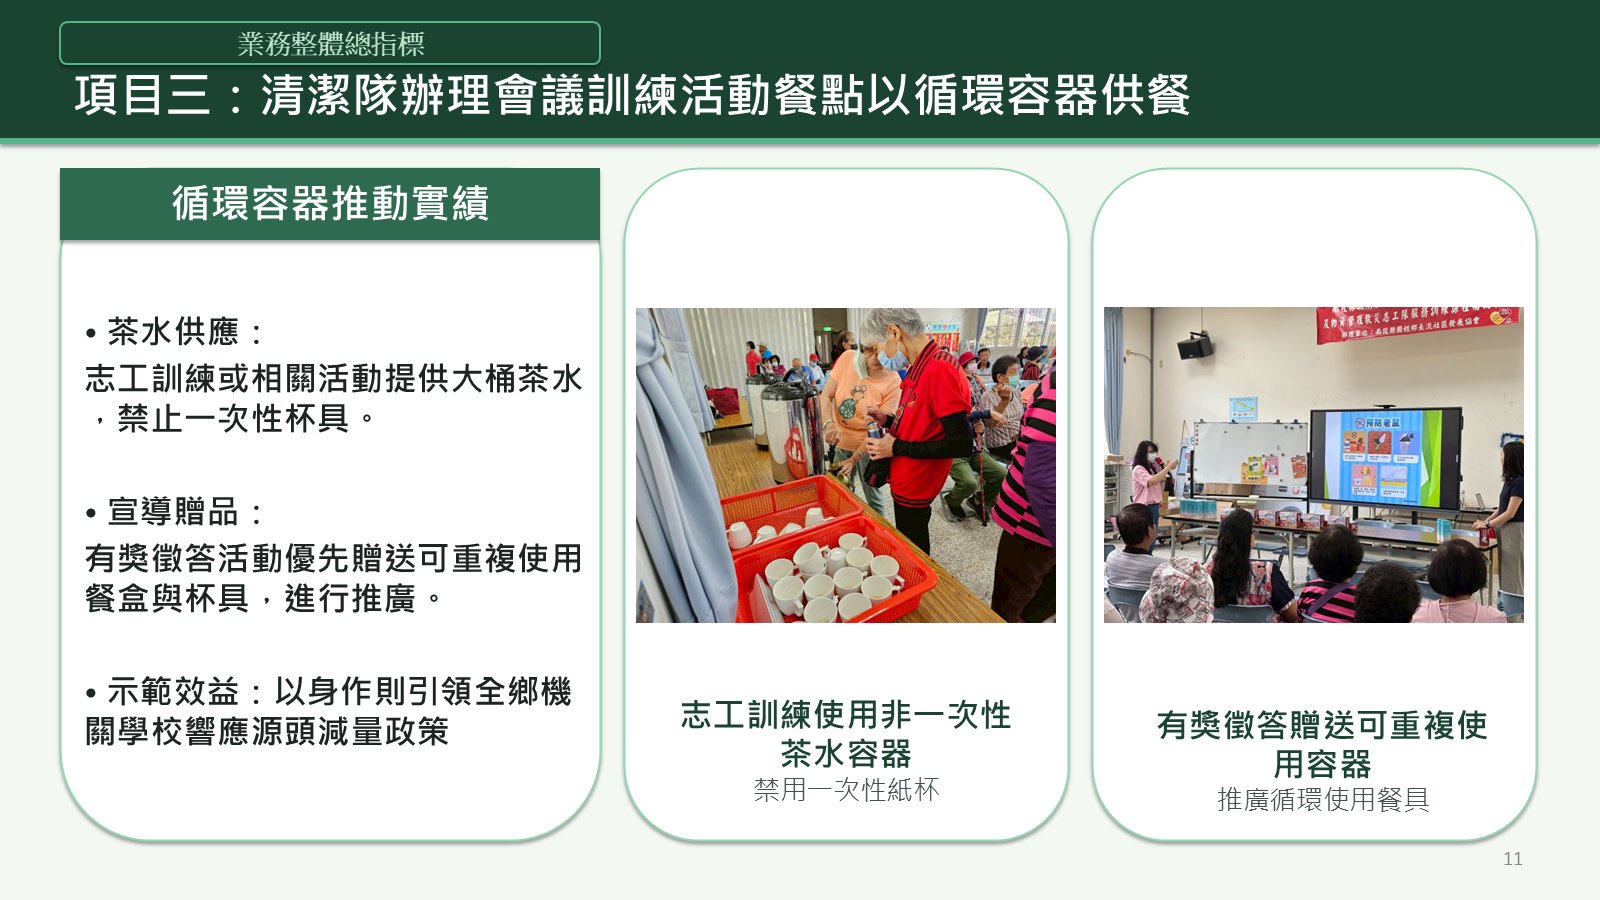 業務整體總指標
項目三：清潔隊辦理會議訓練活動餐點以循環容器供餐
循環容器推動實績
• 茶水供應：
志工訓練或相關活動提供大桶茶水
，禁止一次性杯具。
• 宣導贈品：
有獎徵答活動優先贈送可重複使用
餐盒與杯具，進行推廣。
• 示範效益：以身作則引領全鄉機
關學校響應源頭減量政策
預防老鼠
志工訓練使用非一次性
茶水容器
禁用一次性紙杯
有獎徵答贈送可重複使
用容器
推廣循環使用餐具
11